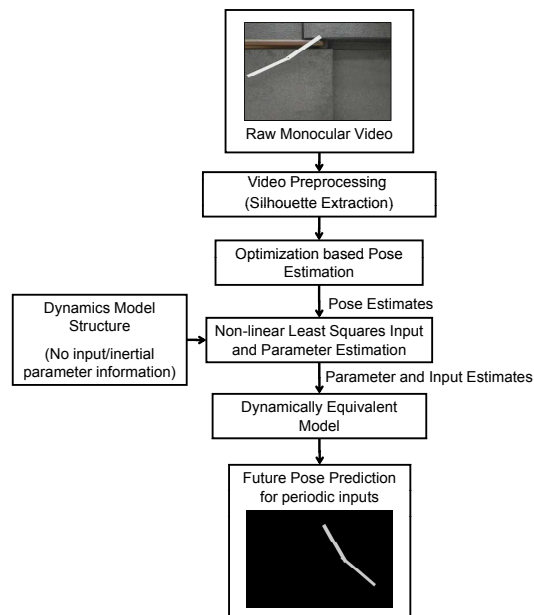 Raw Monocular Video
Video Preprocessing
(Silhouette Extraction)
Optimization based Pose
Estimation
Pose Estimates
Dynamics Model
Structure
(No input/inertial
parameter information)
Non-linear Least Squares Input
and Parameter Estimation
Parameter and Input Estimates
Dynamically Equivalent
Model
Future Pose Prediction
for periodic inputs